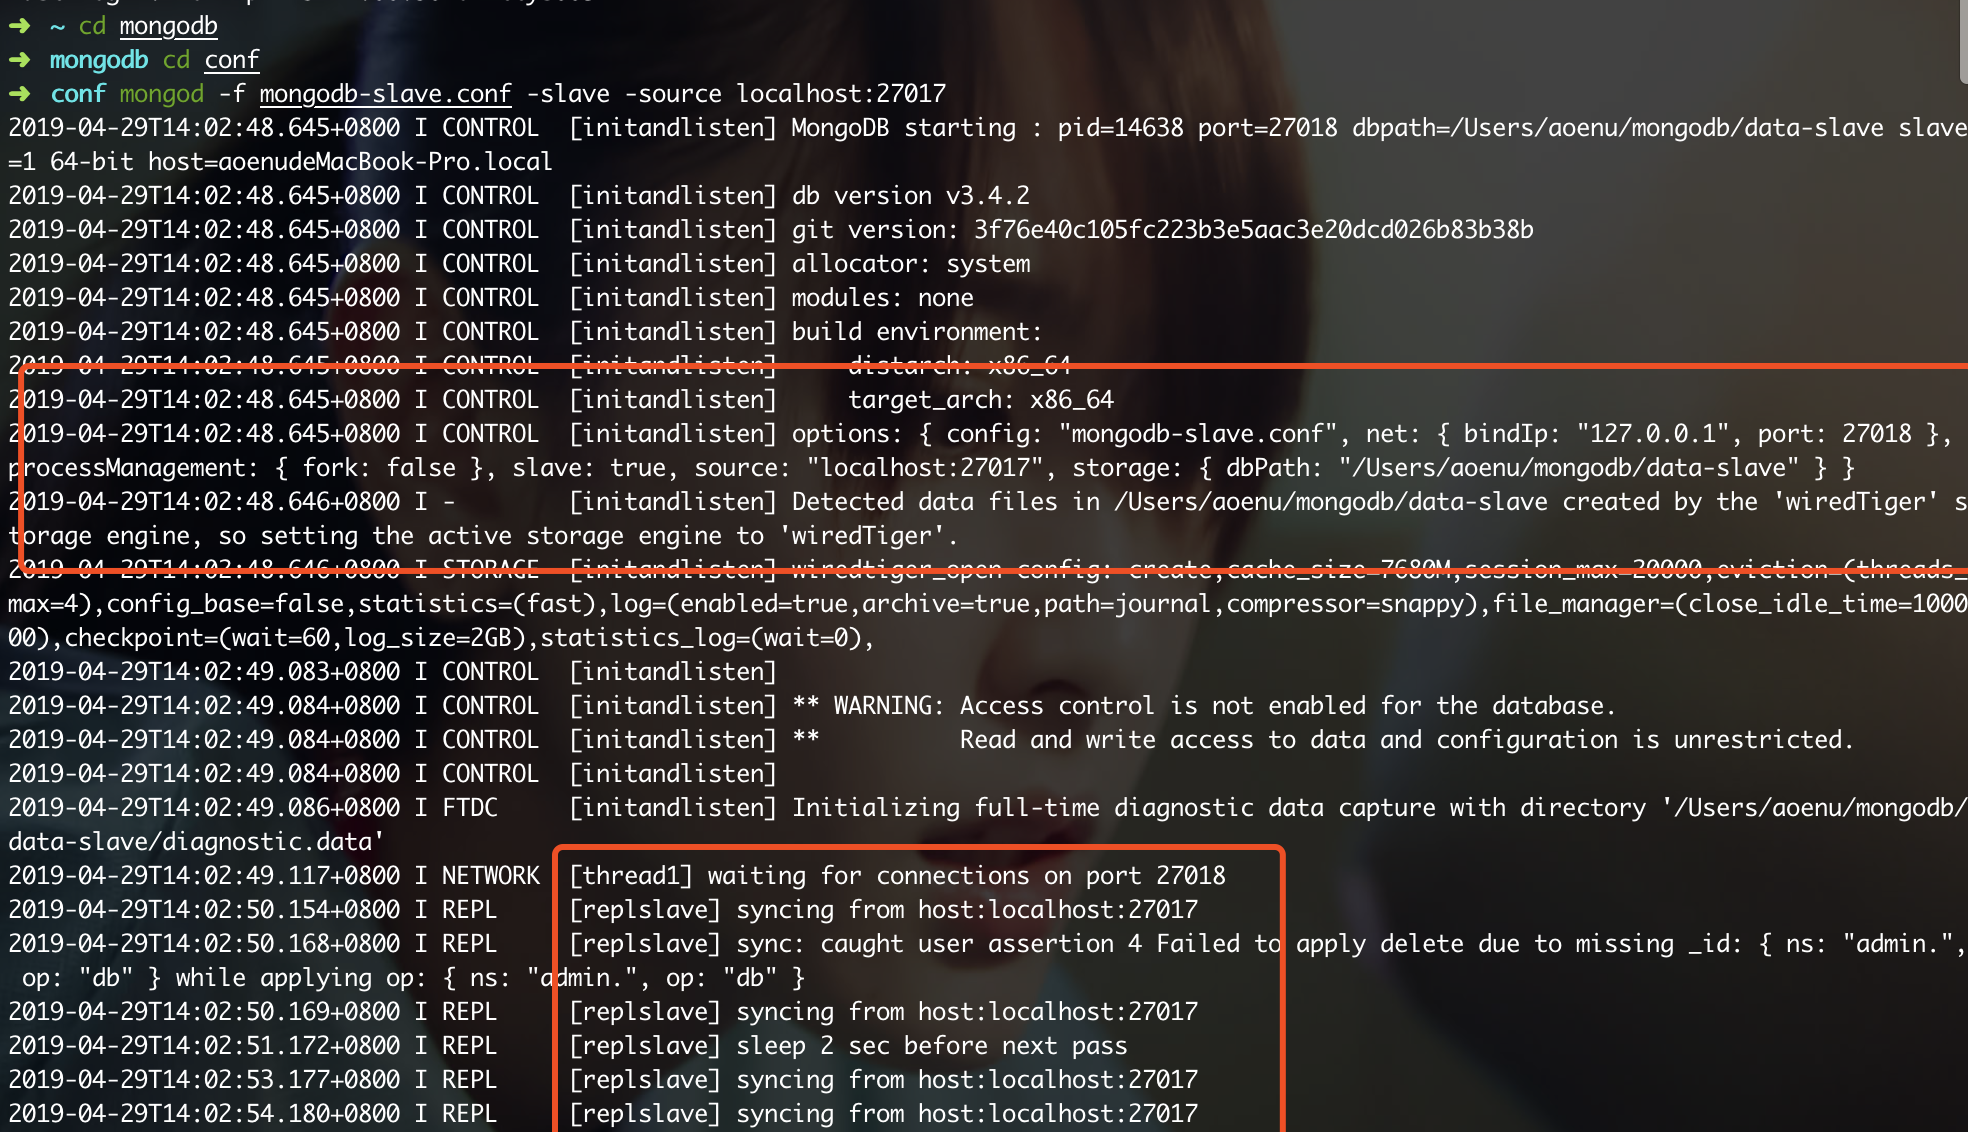 ➜ ~ cd mongodb
➜ mongodb cd conf
➜ conf mongod -f mongodb-slave.conf -slave -source localhost:27017
2019-04-29T14:02:48.645+0800 I CONTROL  [initandlisten] MongoDB starting : pid=14638 port=27018 dbpath=/Users/aoenu/mongodb/data-slave slave
=1 64-bit host=aoenudeMacBook-Pro.local
2019-04-29T14:02:48.645+0800 I CONTROL  [initandlisten] db version v3.4.2
2019-04-29T14:02:48.645+0800 I CONTROL  [initandlisten] git version: 3f76e40c105fc223b3e5aac3e20dcd026b83b38b
2019-04-29T14:02:48.645+0800 I CONTROL  [initandlisten] allocator: system
2019-04-29T14:02:48.645+0800 I CONTROL  [initandlisten] modules: none
2019-04-29T14:02:48.645+0800 I CONTROL  [initandlisten] build environment:
2019-04-29T14:02:48.645+0800 I CONTROL  [initandlisten]     distarch: x86_64
2019-04-29T14:02:48.645+0800 I CONTROL  [initandlisten]     target_arch: x86_64
2019-04-29T14:02:48.645+0800 I CONTROL  [initandlisten] options: { config: "mongodb-slave.conf", net: { bindIp: "127.0.0.1", port: 27018 },
processManagement: { fork: false }, slave: true, source: "localhost:27017", storage: { dbPath: "/Users/aoenu/mongodb/data-slave" } }
2019-04-29T14:02:48.646+0800 I -        [initandlisten] Detected data files in /Users/aoenu/mongodb/data-slave created by the 'wiredTiger' s
torage engine, so setting the active storage engine to 'wiredTiger'.
2019-04-29T14:02:48.646+0800 I STORAGE  [initandlisten] wiredtiger_open config: create,cache_size=7680M,session_max=20000,eviction=(threads_
max=4),config_base=false,statistics=(fast),log=(enabled=true,archive=true,path=journal,compressor=snappy),file_manager=(close_idle_time=1000
00),checkpoint=(wait=60,log_size=2GB),statistics_log=(wait=0),
2019-04-29T14:02:49.083+0800 I CONTROL  [initandlisten]
2019-04-29T14:02:49.084+0800 I CONTROL  [initandlisten] ** WARNING: Access control is not enabled for the database.
2019-04-29T14:02:49.084+0800 I CONTROL  [initandlisten] **          Read and write access to data and configuration is unrestricted.
2019-04-29T14:02:49.084+0800 I CONTROL  [initandlisten]
2019-04-29T14:02:49.086+0800 I FTDC     [initandlisten] Initializing full-time diagnostic data capture with directory '/Users/aoenu/mongodb/
data-slave/diagnostic.data'
2019-04-29T14:02:49.117+0800 I NETWORK  [thread1] waiting for connections on port 27018
2019-04-29T14:02:50.154+0800 I REPL     [replslave] syncing from host:localhost:27017
2019-04-29T14:02:50.168+0800 I REPL     [replslave] sync: caught user assertion 4 Failed to apply delete due to missing _id: { ns: "admin.",
 op: "db" } while applying op: { ns: "admin.", op: "db" }
2019-04-29T14:02:50.169+0800 I REPL     [replslave] syncing from host:localhost:27017
2019-04-29T14:02:51.172+0800 I REPL     [replslave] sleep 2 sec before next pass
2019-04-29T14:02:53.177+0800 I REPL     [replslave] syncing from host:localhost:27017
2019-04-29T14:02:54.180+0800 I REPL     [replslave] syncing from host:localhost:27017